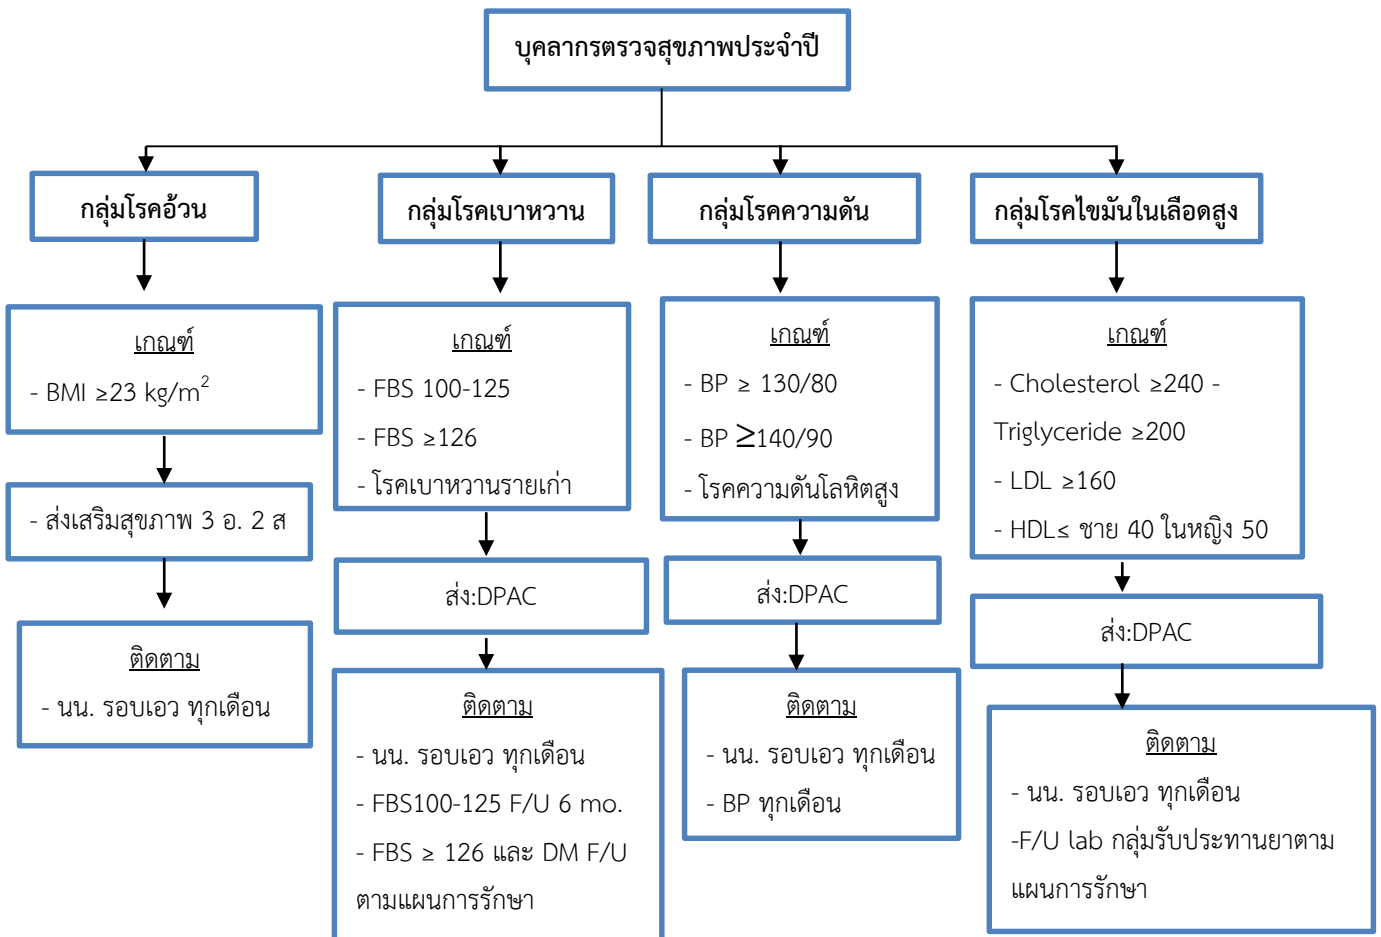 บุคลากรตรวจสุขภาพประจำปี
กลุ่มโรคอ้วน
กลุ่มโรคเบาหวาน
กลุ่มโรคความดัน
กลุ่มโรคไขมันในเลือดสูง
เกณฑ์
- BMI ≥23 kg/m²
- ส่งเสริมสุขภาพ 3 อ. 2 ส
ติดตาม
- นน. รอบเอว ทุกเดือน
เกณฑ์
- FBS 100-125
- FBS ≥126
- โรคเบาหวานรายเก่า
ส่ง:DPAC
ติดตาม
- นน. รอบเอว ทุกเดือน
- FBS100-125 F/U 6 mo.
- FBS ≥ 126 และ DM F/U
ตามแผนการรักษา
เกณฑ์
- BP ≥ 130/80
- BP ≥140/90
- โรคความดันโลหิตสูง
ส่ง:DPAC
ติดตาม
- นน. รอบเอว ทุกเดือน
- BP ทุกเดือน
เกณฑ์
- Cholesterol ≥240 -
Triglyceride ≥200
- LDL ≥160
- HDL≤ ชาย 40 ในหญิง 50
ส่ง:DPAC
ติดตาม
- นน. รอบเอว ทุกเดือน
-F/U lab กลุ่มรับประทานยาตาม
แผนการรักษา